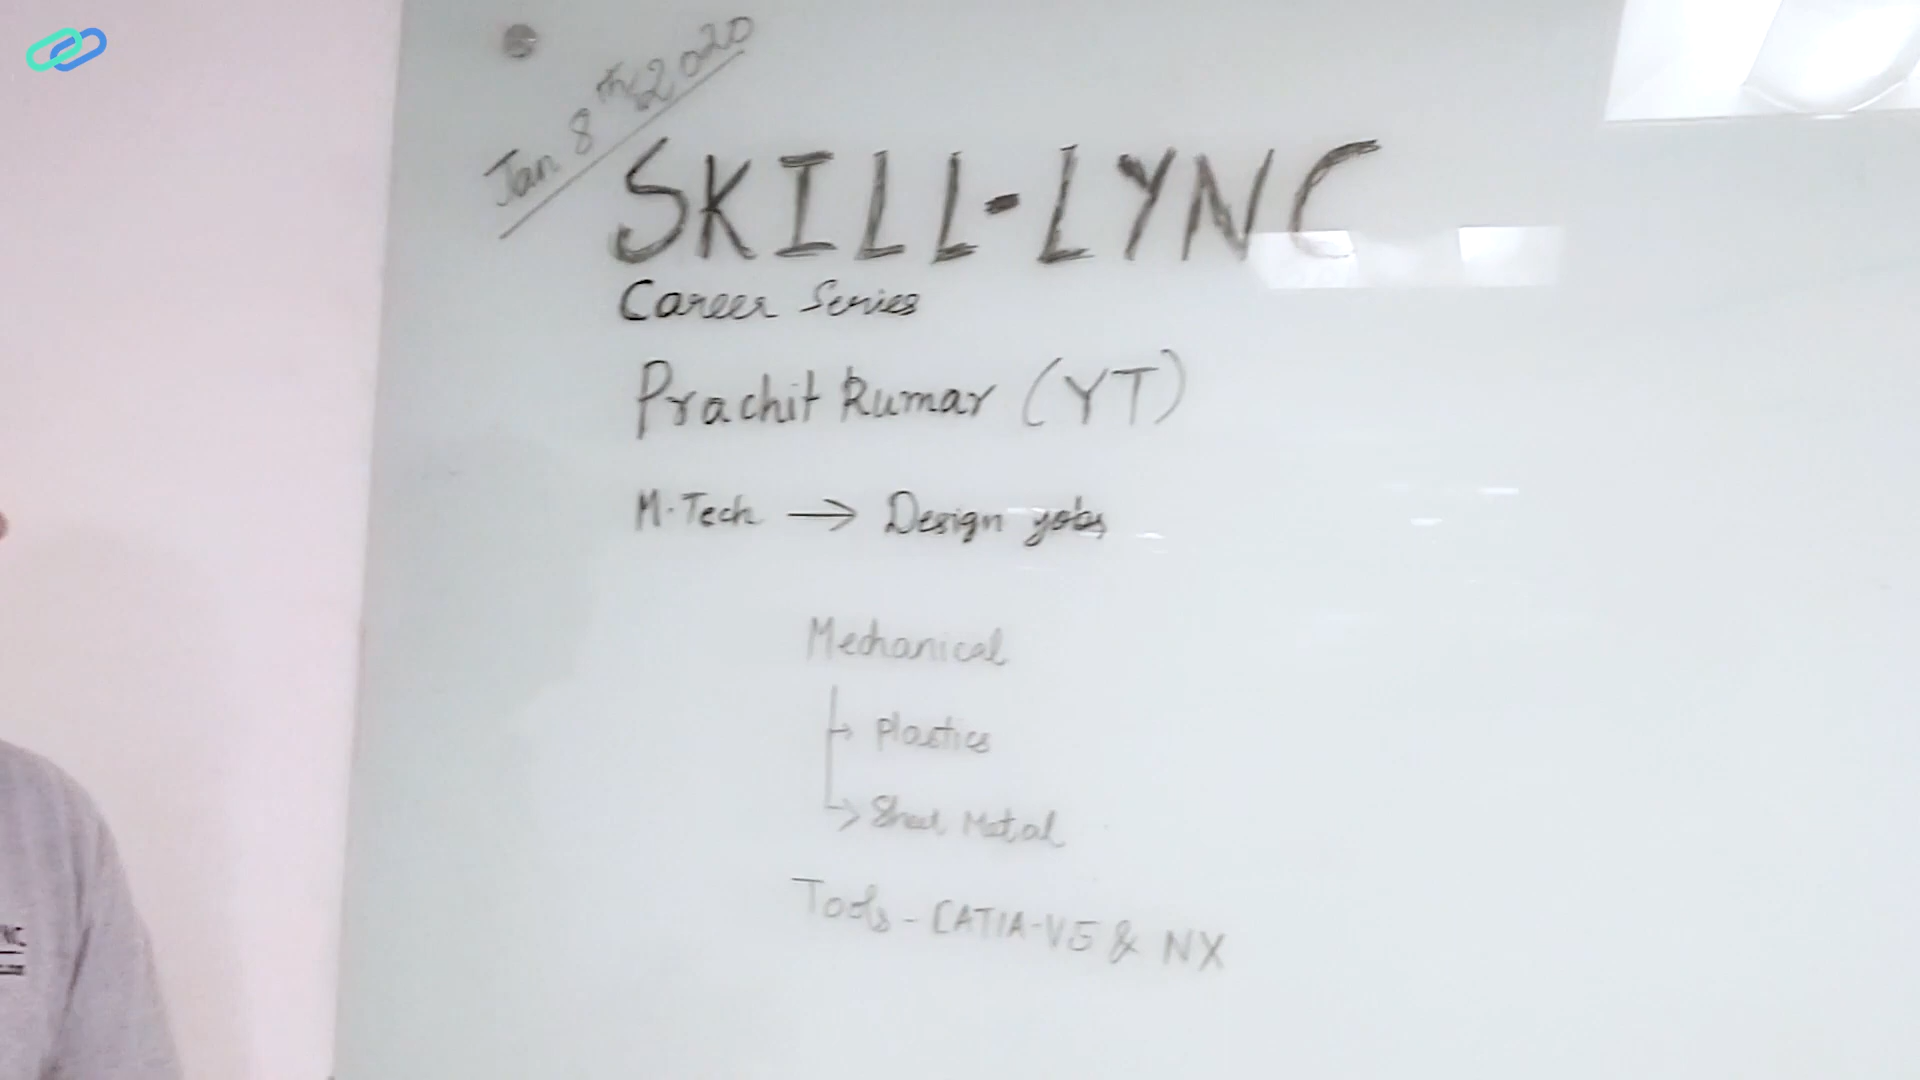 Jan 8th 2020
SKILL-LYNC
Career Series
Prachit Kumar (YT)
M.Tech → Design jobs
Mechanical
→ Plastics
→ Sheet Metal
Tools - CATIA-V5 & NX
NC